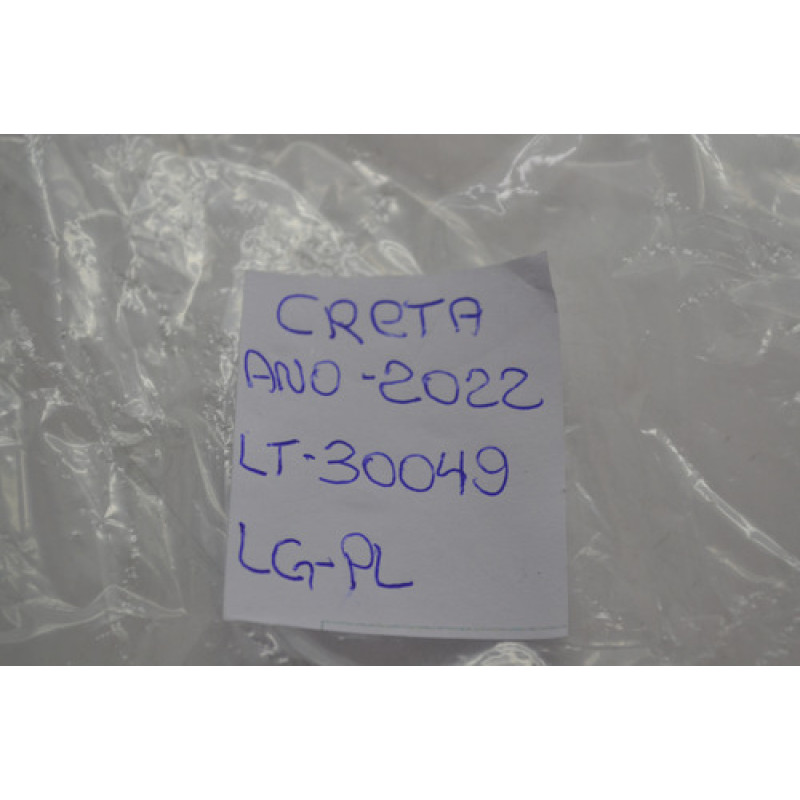 CReTA
ANO-2022
LT-30049
LG-PL